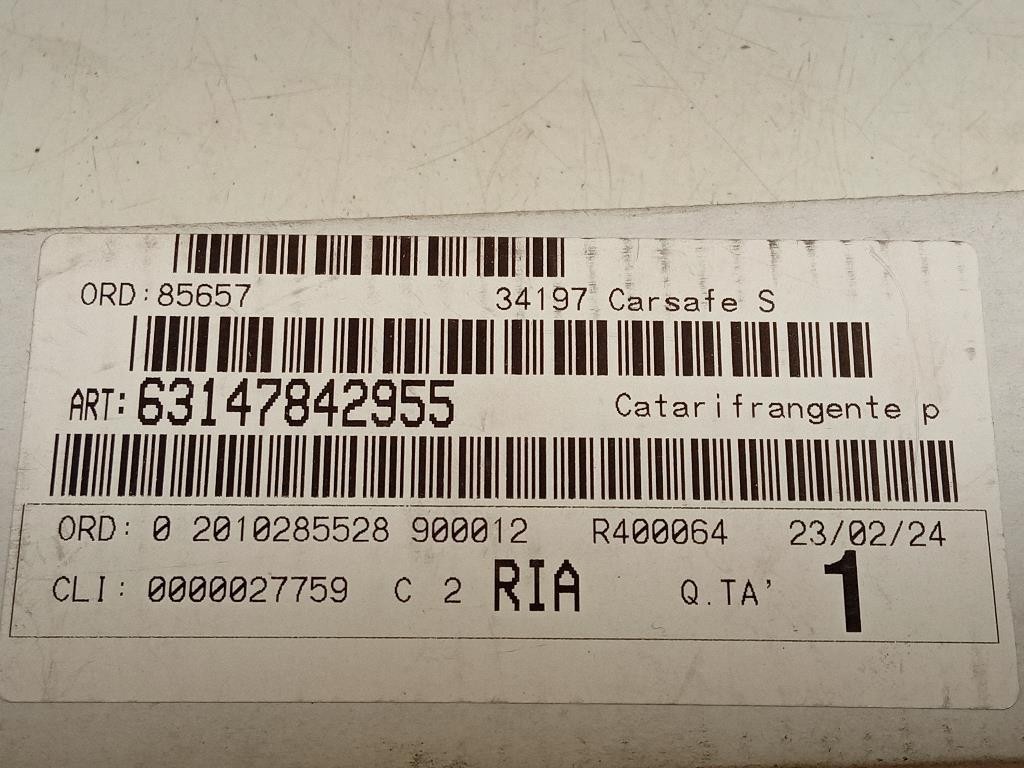 ORD:85657 34197 Carsafe S
ART:63147842955 Catarifrangente p
ORD: 0 2010285528 900012 R400064 23/02/24
CLI: 0000027759 C 2 RIA Q.TA' 1